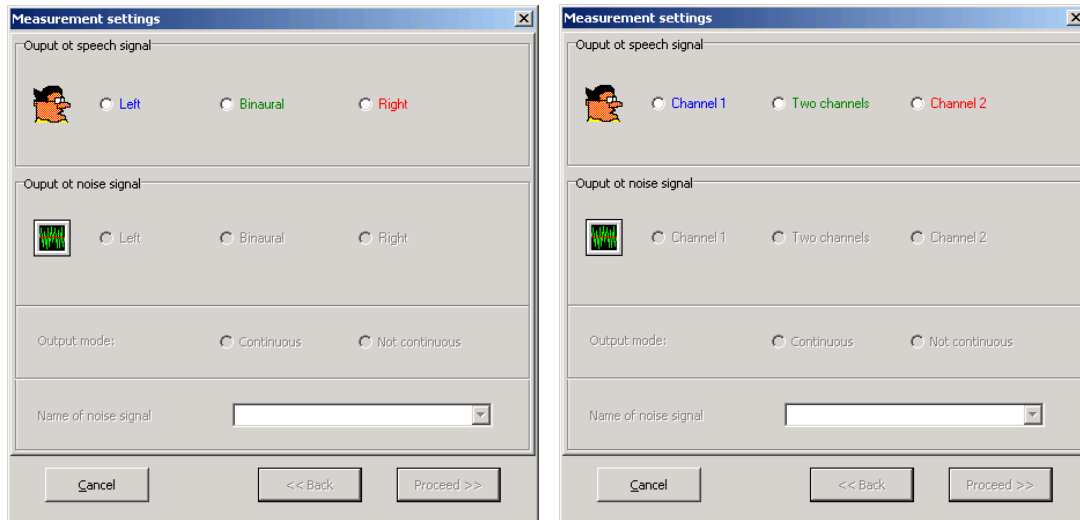 Measurement settings
Ouput ot speech signal
Left Binaural Right
Ouput ot noise signal
Left Binaural Right
Output mode: Continuous Not continuous
Name of noise signal
Cancel << Back Proceed >>
Measurement settings
Ouput ot speech signal
Channel 1 Two channels Channel 2
Ouput ot noise signal
Channel 1 Two channels Channel 2
Output mode: Continuous Not continuous
Name of noise signal
Cancel << Back Proceed >>